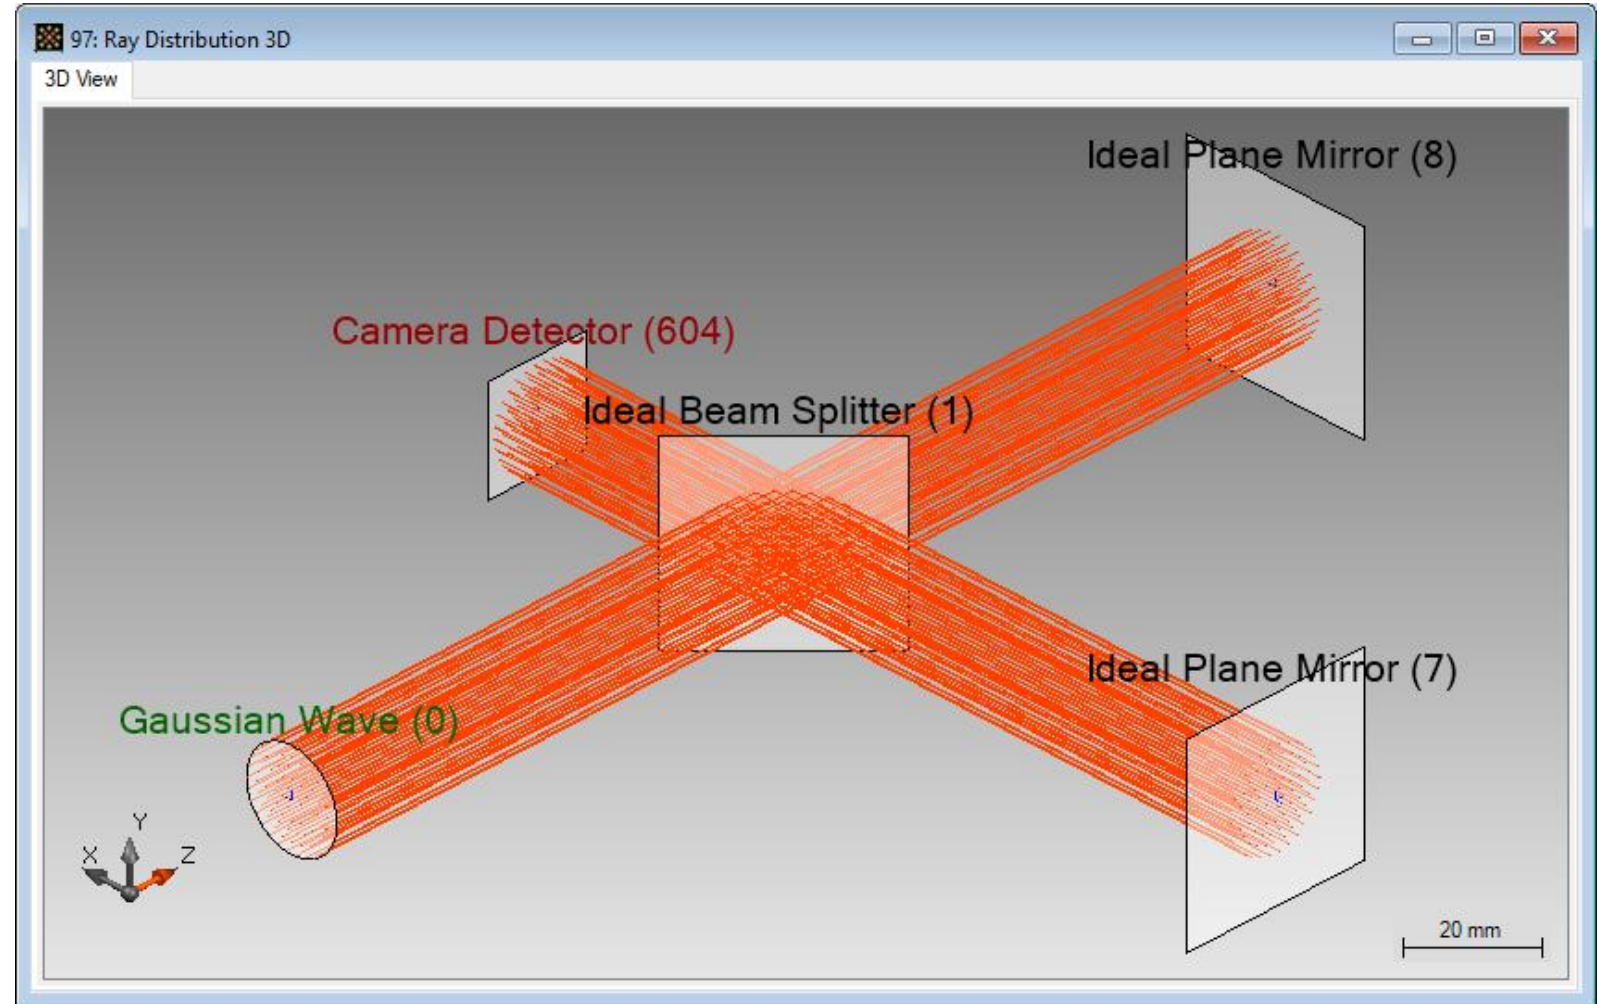 97: Ray Distribution 3D
3D View
Ideal Plane Mirror (8)
Camera Detector (604)
Ideal Beam Splitter (1)
Ideal Plane Mirror (7)
Gaussian Wave (0)
Y
X
Z
20 mm